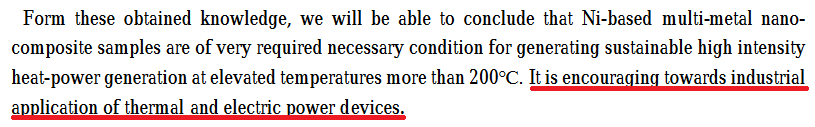 Form these obtained knowledge, we will be able to conclude that Ni-based multi-metal nano-
composite samples are of very required necessary condition for generating sustainable high intensity
heat-power generation at elevated temperatures more than 200°C. It is encouraging towards industrial
application of thermal and electric power devices.